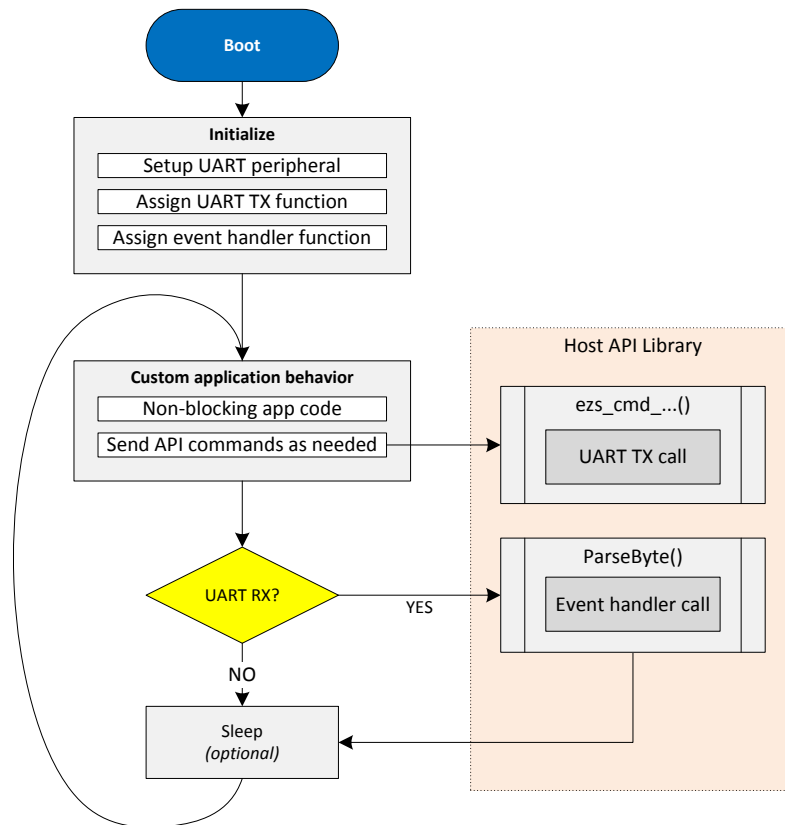 Boot
Initialize
Setup UART peripheral
Assign UART TX function
Assign event handler function
Custom application behavior
Non-blocking app code
Send API commands as needed
Host API Library
ezs_cmd_...()
UART TX call
UART RX?
YES
ParseByte()
Event handler call
NO
Sleep
(optional)